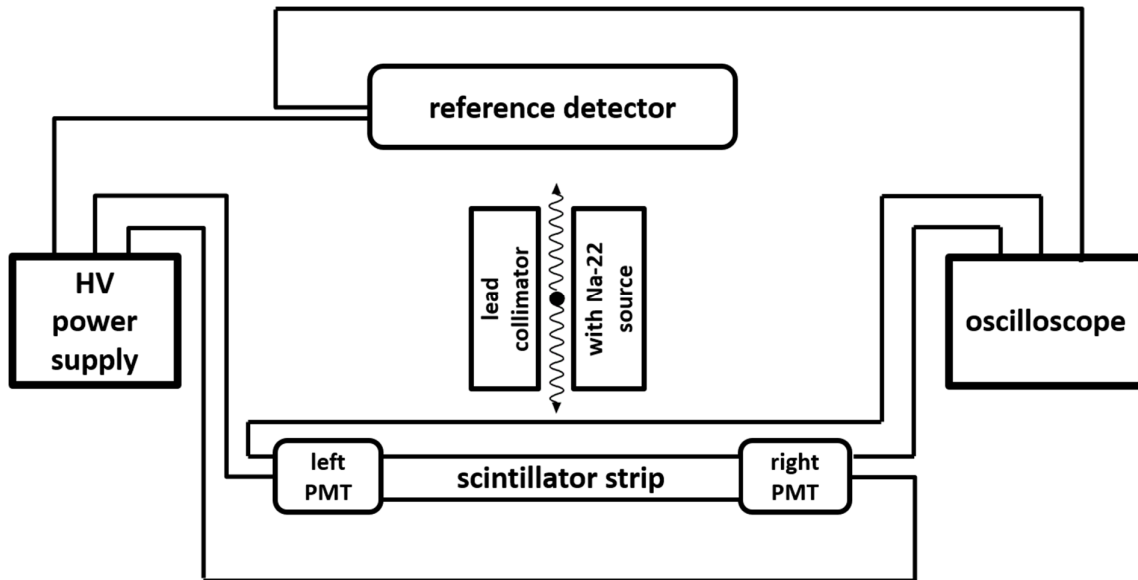 reference detector
HV
power
supply
lead
collimator
with Na-22
source
oscilloscope
left
PMT
scintillator strip
right
PMT